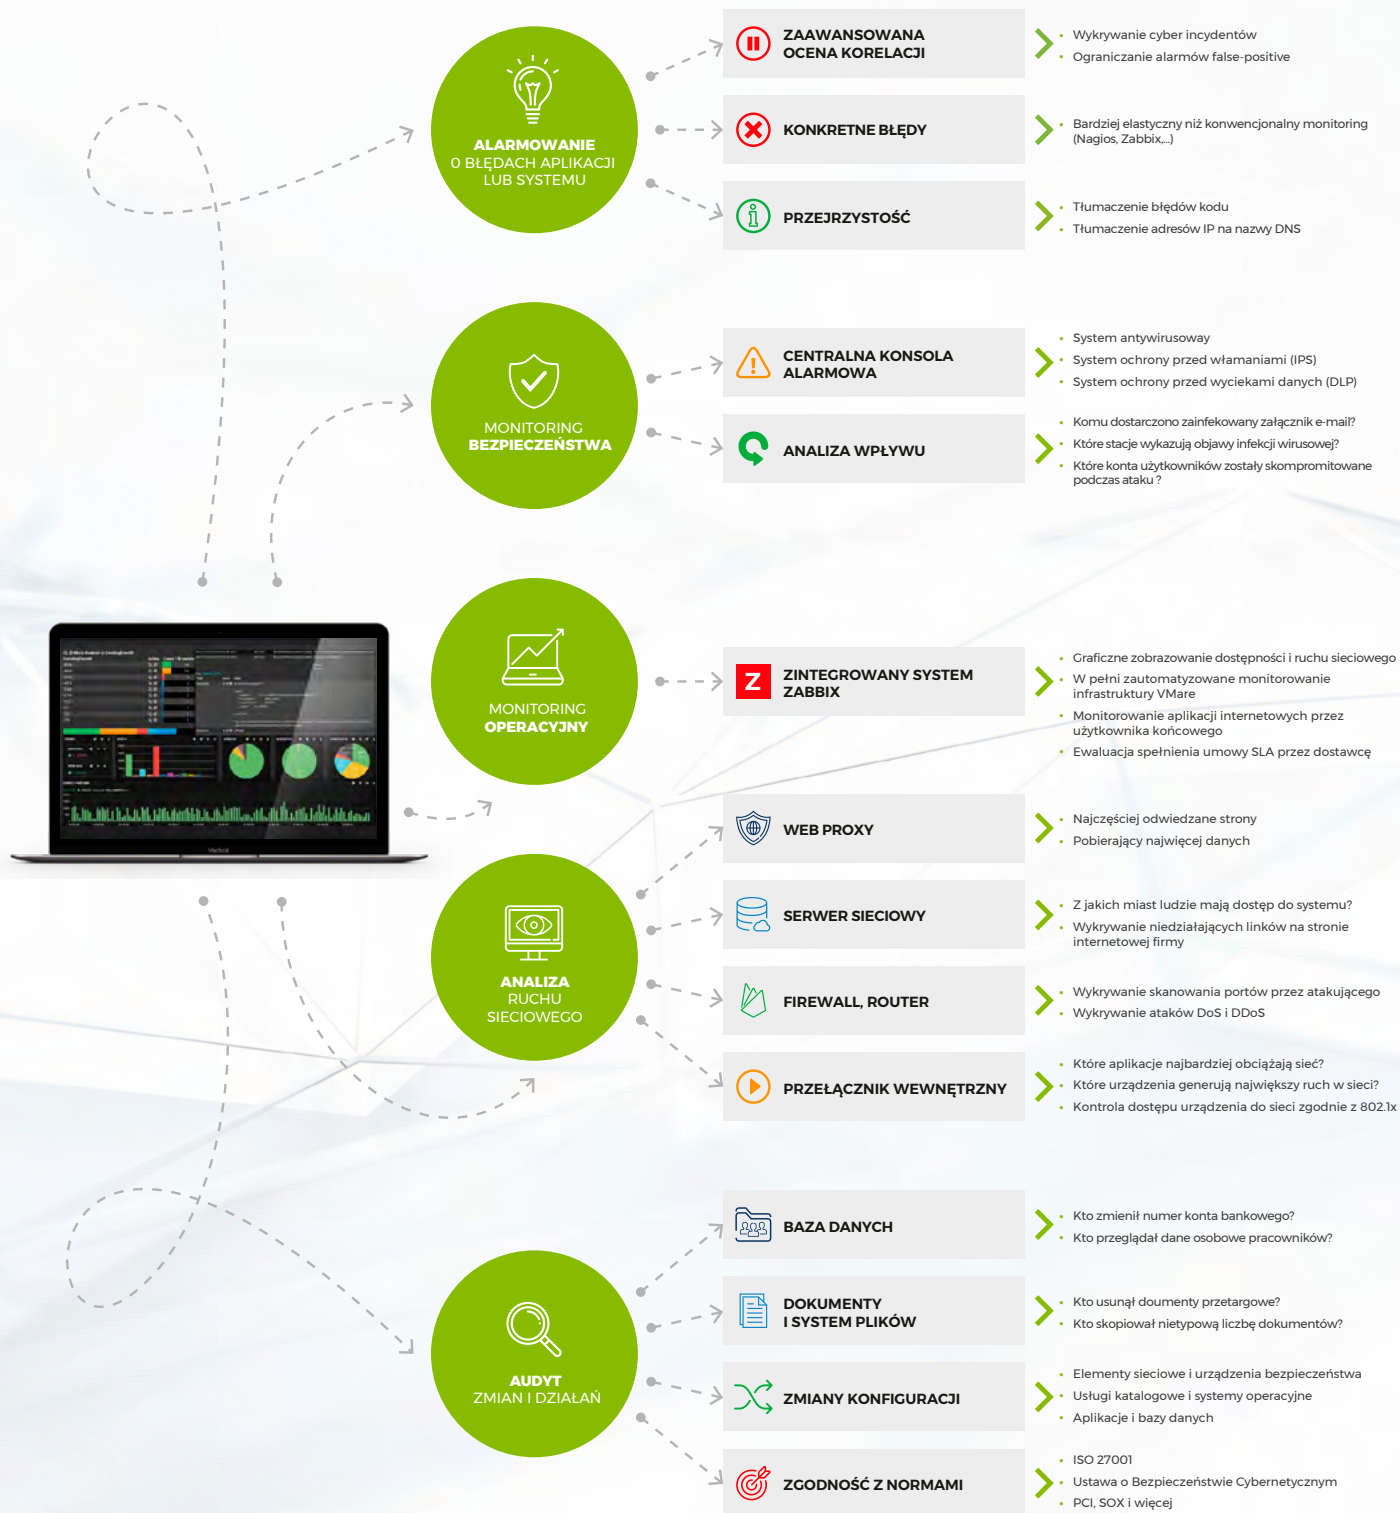 ALARMOWANIE
O BŁĘDACH APLIKACJI
LUB SYSTEMU
ZAAWANSOWANA
OCENA KORELACJI
• Wykrywanie cyber incydentów
• Ograniczanie alarmów false-positive
KONKRETNE BŁĘDY
• Bardziej elastyczny niż konwencjonalny monitoring
(Nagios, Zabbix,...)
PRZEJRZYSTOŚĆ
• Tłumaczenie błędów kodu
• Tłumaczenie adresów IP na nazwy DNS
MONITORING
BEZPIECZEŃSTWA
CENTRALNA KONSOLA
ALARMOWA
• System antywirusoway
• System ochrony przed włamaniami (IPS)
• System ochrony przed wyciekami danych (DLP)
ANALIZA WPŁYWU
• Komu dostarczono zainfekowany załącznik e-mail?
• Które stacje wykazują objawy infekcji wirusowej?
• Które konta użytkowników zostały skompromitowane
podczas ataku ?
MONITORING
OPERACYJNY
Z
ZINTEGROWANY SYSTEM
ZABBIX
• Graficzne zobrazowanie dostępności i ruchu sieciowego
• W pełni zautomatyzowane monitorowanie
infrastruktury VMare
• Monitorowanie aplikacji internetowych przez
użytkownika końcowego
• Ewaluacja spełnienia umowy SLA przez dostawcę
MacBook
ANALIZA
RUCHU
SIECIOWEGO
WEB PROXY
• Najczęściej odwiedzane strony
• Pobierający najwięcej danych
SERWER SIECIOWY
• Z jakich miast ludzie mają dostęp do systemu?
• Wykrywanie niedziałających linków na stronie
internetowej firmy
FIREWALL, ROUTER
• Wykrywanie skanowania portów przez atakującego
• Wykrywanie ataków DoS i DDoS
PRZEŁĄCZNIK WEWNĘTRZNY
• Które aplikacje najbardziej obciążają sieć?
• Które urządzenia generują największy ruch w sieci?
• Kontrola dostępu urządzenia do sieci zgodnie z 802.1x
AUDYT
ZMIAN I DZIAŁAŃ
BAZA DANYCH
• Kto zmienił numer konta bankowego?
• Kto przeglądał dane osobowe pracowników?
DOKUMENTY
I SYSTEM PLIKÓW
• Kto usunął doumenty przetargowe?
• Kto skopiował nietypową liczbę dokumentów?
ZMIANY KONFIGURACJI
• Elementy sieciowe i urządzenia bezpieczeństwa
• Usługi katalogowe i systemy operacyjne
• Aplikacje i bazy danych
ZGODNOŚĆ Z NORMAMI
• ISO 27001
• Ustawa o Bezpieczeństwie Cybernetycznym
• PCI, SOX i więcej